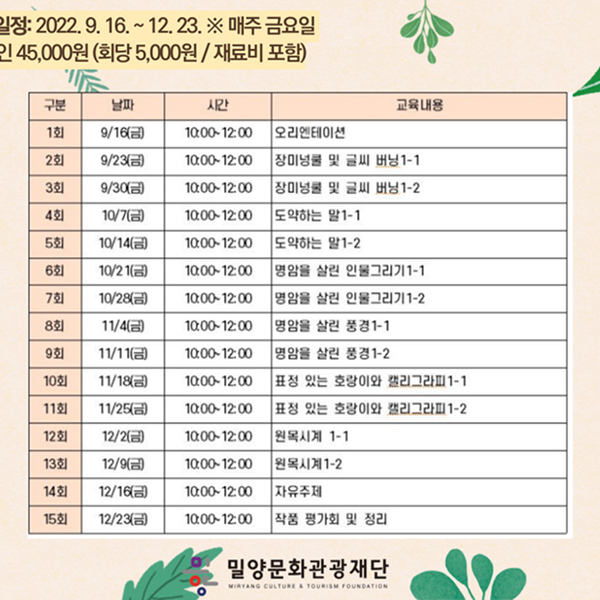 일정: 2022. 9. 16. ~ 12. 23. ※ 매주 금요일
인 45,000원 (회당 5,000원 / 재료비 포함)
구분 날짜 시간 교육내용
1회 9/16(금) 10:00~12:00 오리엔테이션
2회 9/23(금) 10:00~12:00 장미넝쿨 및 글씨 버닝1-1
3회 9/30(금) 10:00~12:00 장미넝쿨 및 글씨 버닝1-2
4회 10/7(금) 10:00~12:00 도약하는 말1-1
5회 10/14(금) 10:00~12:00 도약하는 말1-2
6회 10/21(금) 10:00~12:00 명암을 살린 인물그리기1-1
7회 10/28(금) 10:00~12:00 명암을 살린 인물그리기1-2
8회 11/4(금) 10:00~12:00 명암을 살린 풍경1-1
9회 11/11(금) 10:00~12:00 명암을 살린 풍경1-2
10회 11/18(금) 10:00~12:00 표정 있는 호랑이와 캘리그라피1-1
11회 11/25(금) 10:00~12:00 표정 있는 호랑이와 캘리그라피1-2
12회 12/2(금) 10:00~12:00 원목시계 1-1
13회 12/9(금) 10:00~12:00 원목시계1-2
14회 12/16(금) 10:00~12:00 자유주제
15회 12/23(금) 10:00~12:00 작품 평가회 및 정리
밀양문화관광재단
MIRYANG CULTURE & TOURISM FOUNDATION